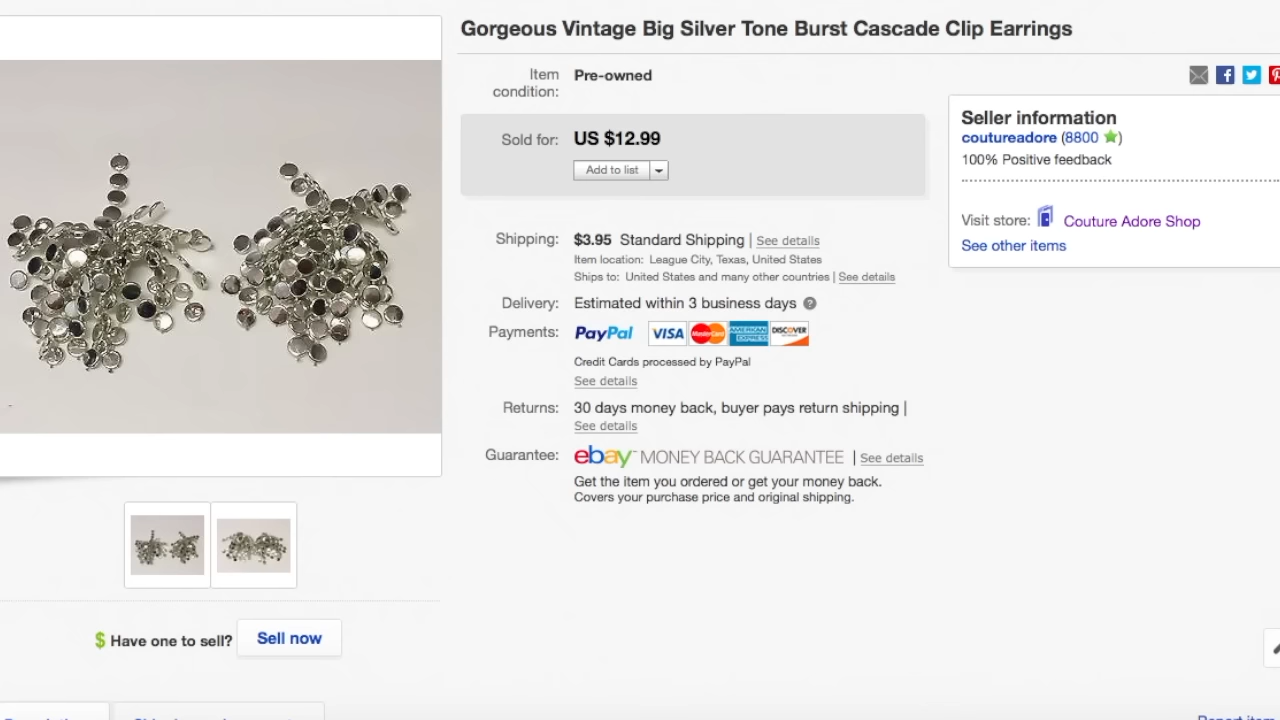 Gorgeous Vintage Big Silver Tone Burst Cascade Clip Earrings
Item condition: Pre-owned
Sold for: US $12.99
Add to list
Shipping: $3.95 Standard Shipping | See details
Item location: League City, Texas, United States
Ships to: United States and many other countries | See details
Delivery: Estimated within 3 business days ?
Payments: PayPal VISA MasterCard AMERICAN EXPRESS DISCOVER
Credit Cards processed by PayPal
See details
Returns: 30 days money back, buyer pays return shipping |
See details
Guarantee: ebay MONEY BACK GUARANTEE | See details
Get the item you ordered or get your money back.
Covers your purchase price and original shipping.
Seller information
coutureadore (8800)
100% Positive feedback
Visit store: Couture Adore Shop
See other items
$ Have one to sell? Sell now